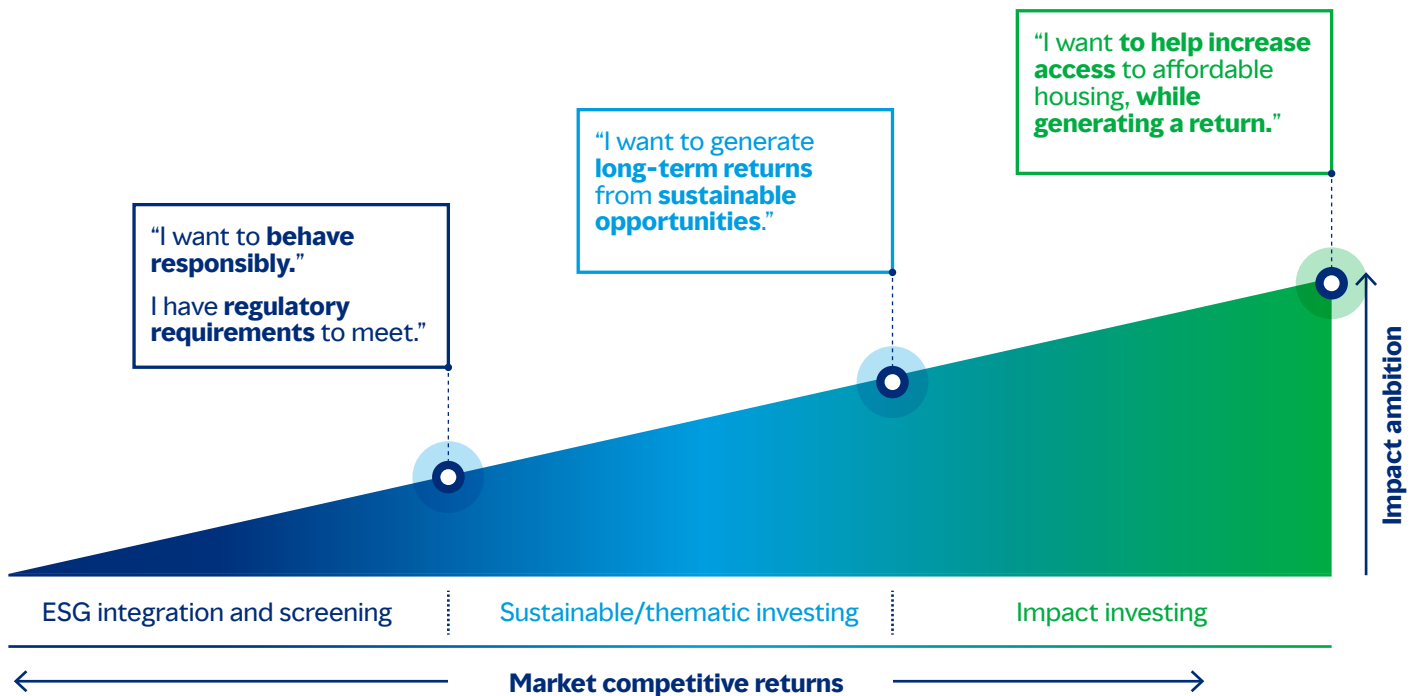 “I want to help increase
access to affordable
housing, while
generating a return.”
“I want to generate
long-term returns
from sustainable
opportunities.”
“I want to behave
responsibly.”
I have regulatory
requirements to meet.”
Impact ambition
ESG integration and screening
Sustainable/thematic investing
Impact investing
Market competitive returns